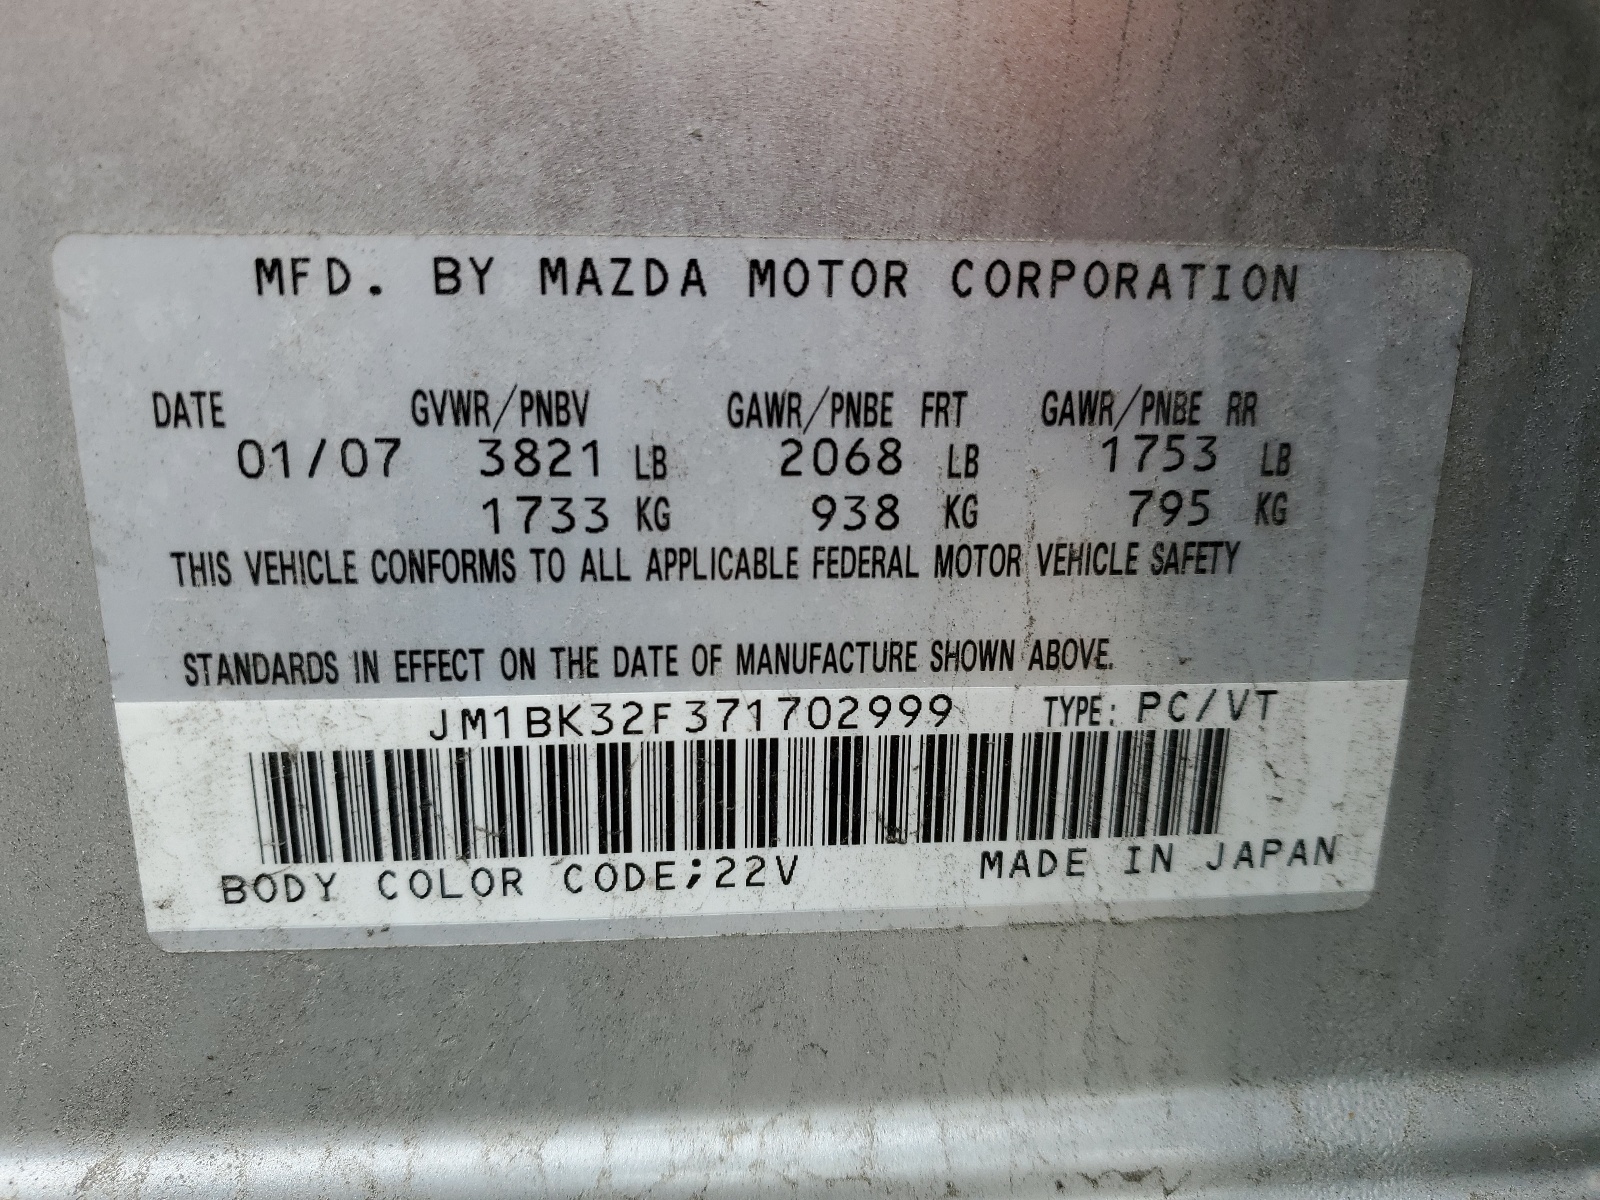 MFD. BY MAZDA MOTOR CORPORATION
DATE GVWR/PNBV GAWR/PNBE FRT GAWR/PNBE RR
01/07 3821 LB 2068 LB 1753 LB
1733 KG 938 KG 795 KG
THIS VEHICLE CONFORMS TO ALL APPLICABLE FEDERAL MOTOR VEHICLE SAFETY
STANDARDS IN EFFECT ON THE DATE OF MANUFACTURE SHOWN ABOVE.
JM1BK32F371702999 TYPE: PC/VT
BODY COLOR CODE;22V MADE IN JAPAN